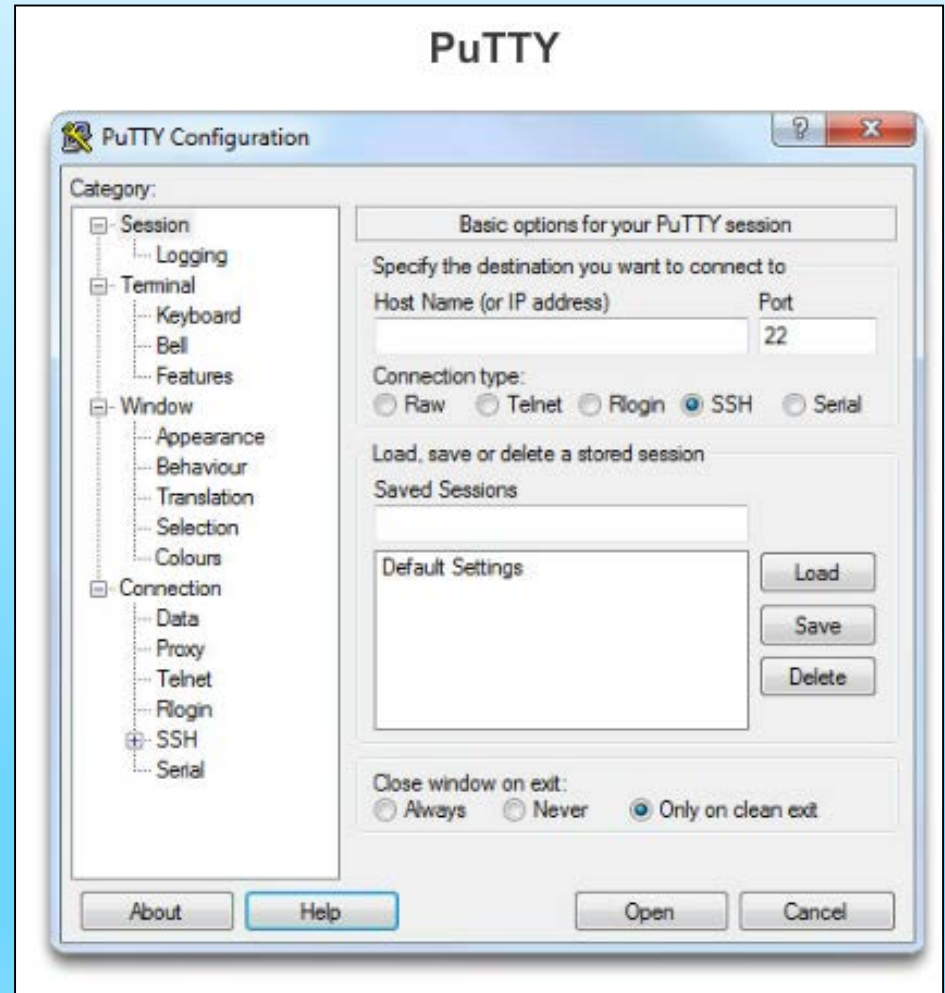 PuTTY
PuTTY Configuration
Category:
Session
Logging
Terminal
Keyboard
Bell
Features
Window
Appearance
Behaviour
Translation
Selection
Colours
Connection
Data
Proxy
Telnet
Rlogin
SSH
Serial
Basic options for your PuTTY session
Specify the destination you want to connect to
Host Name (or IP address) Port
22
Connection type:
Raw Telnet Rlogin SSH Serial
Load, save or delete a stored session
Saved Sessions
Default Settings
Load
Save
Delete
Close window on exit:
Always Never Only on clean exit
About Help Open Cancel